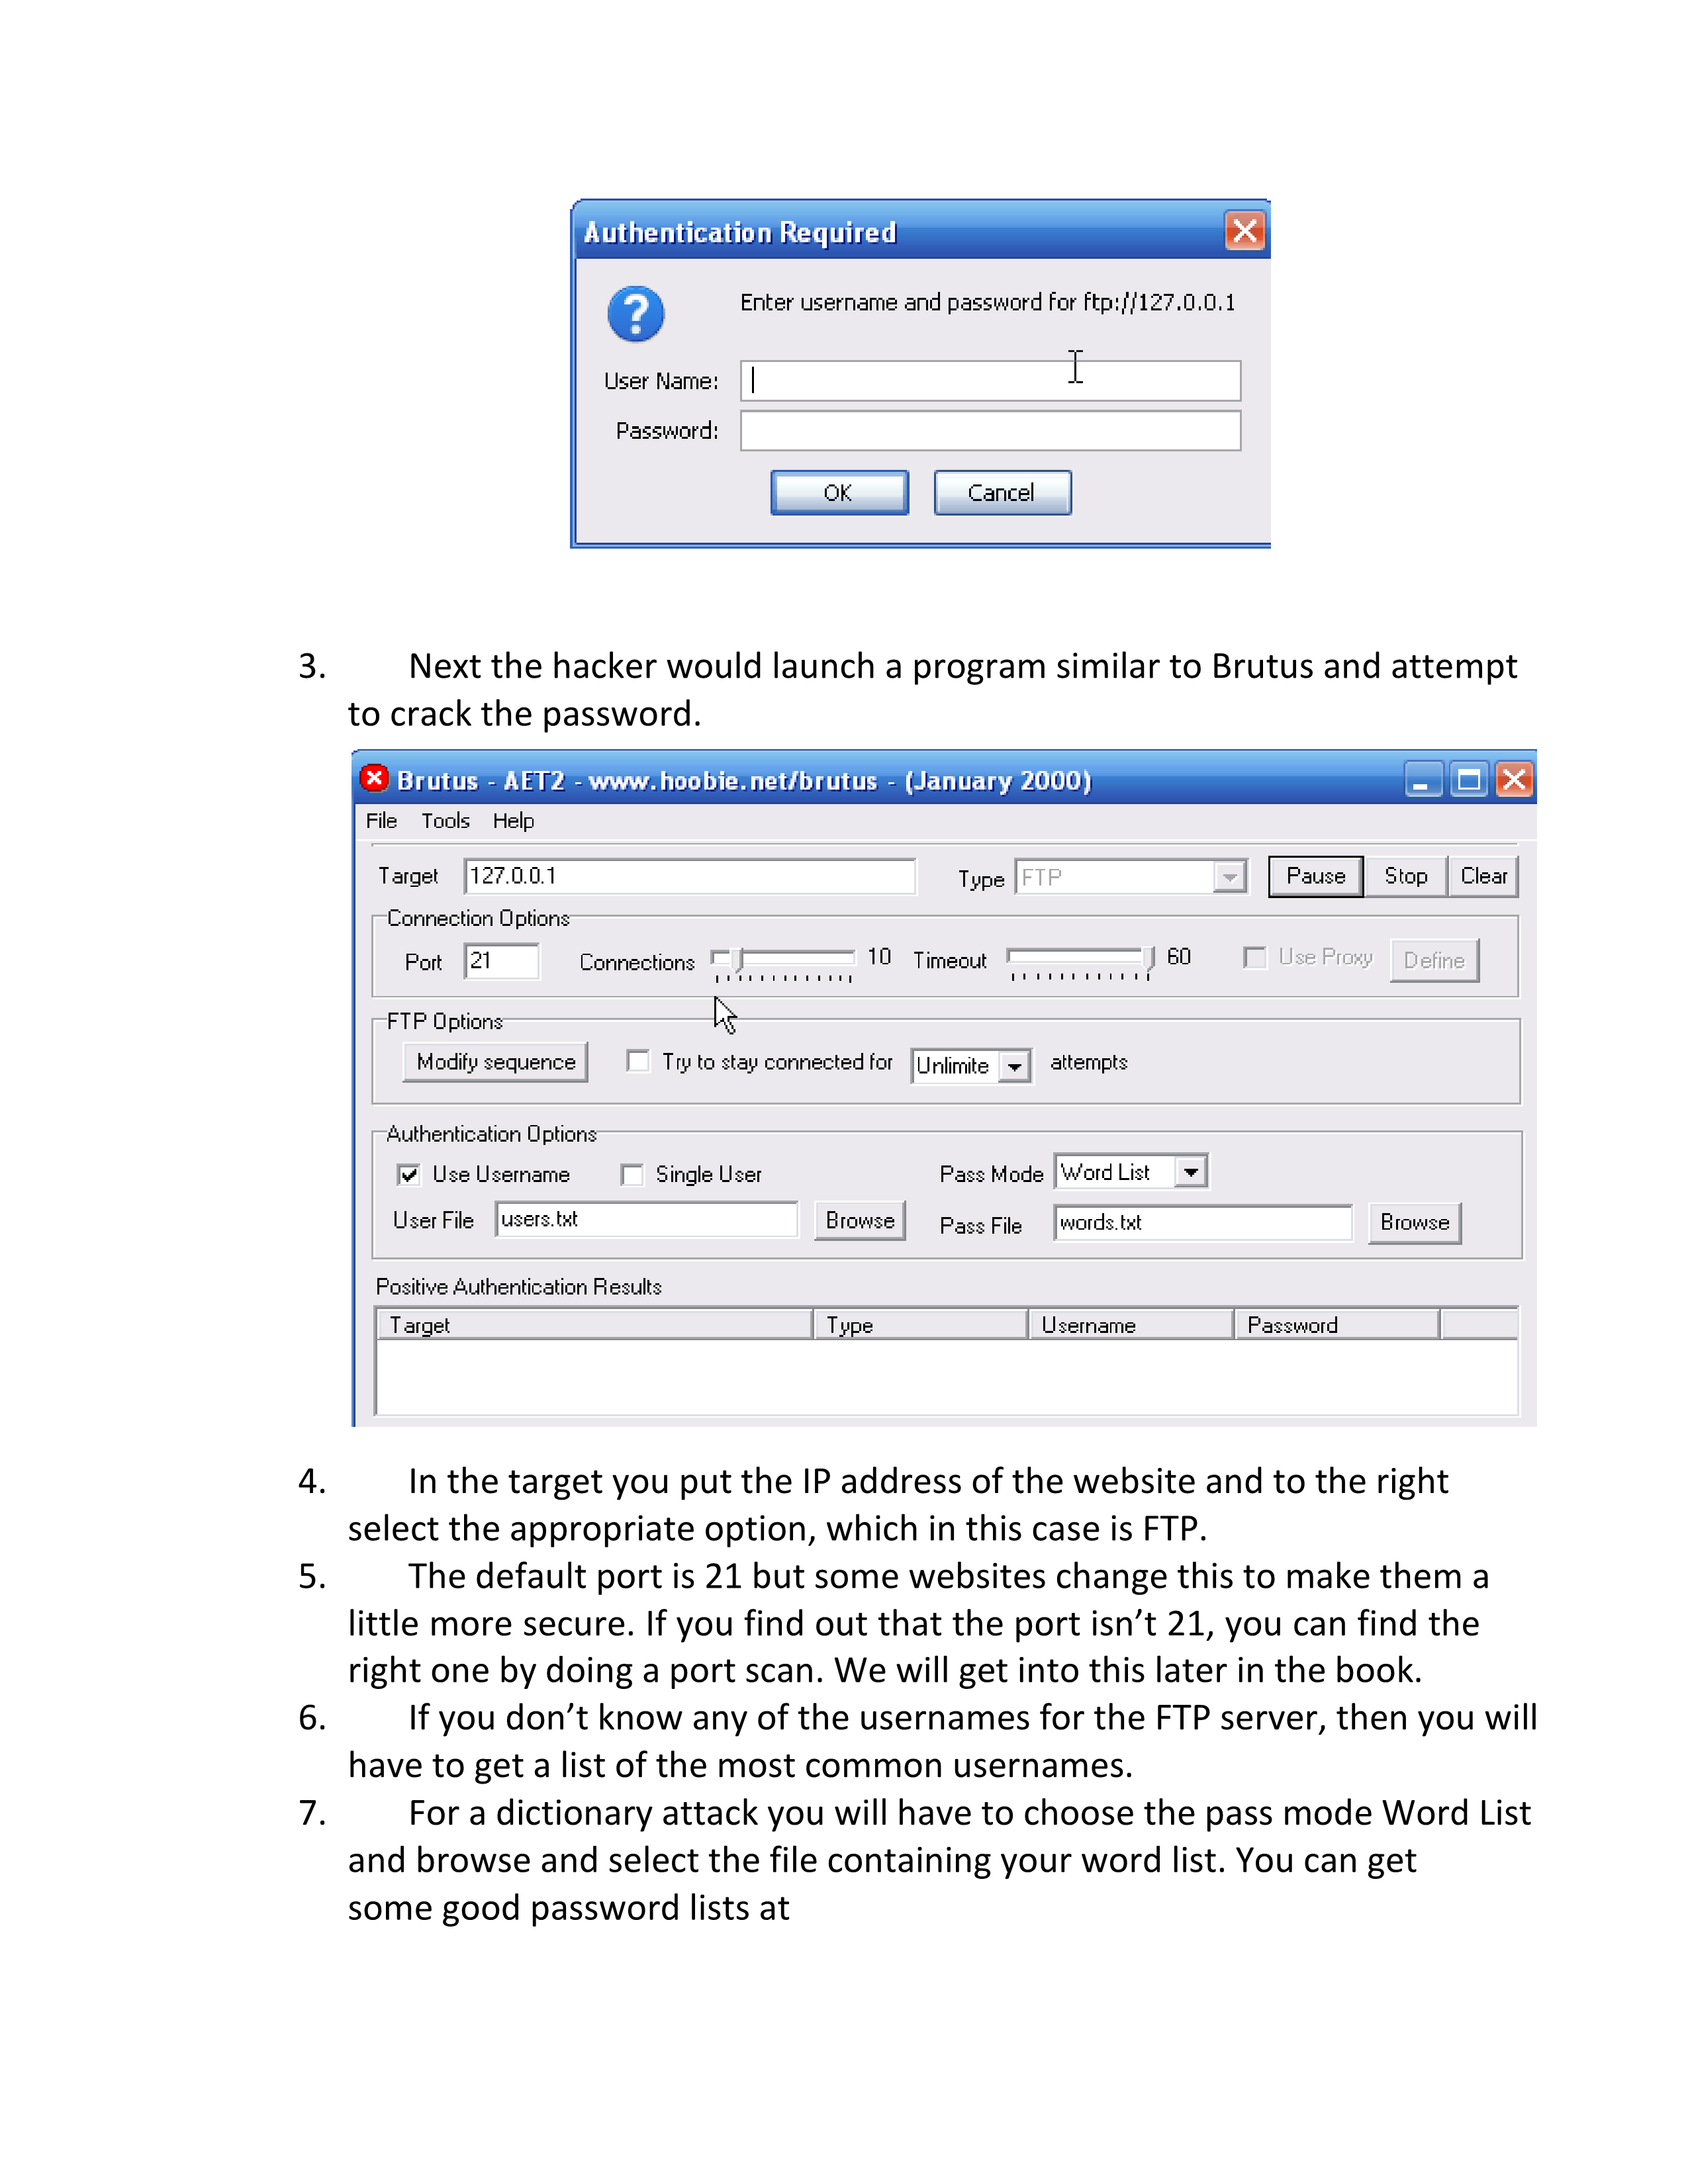 Authentication Required
Enter username and password for ftp://127.0.0.1
User Name:
Password:
OK Cancel
3. Next the hacker would launch a program similar to Brutus and attempt
to crack the password.
Brutus - AET2 - www.hoobie.net/brutus - (January 2000)
File Tools Help
Target 127.0.0.1 Type FTP Pause Stop Clear
Connection Options
Port 21 Connections 10 Timeout 60 Use Proxy Define
FTP Options
Modify sequence Try to stay connected for Unlimite attempts
Authentication Options
Use Username Single User Pass Mode Word List
User File users.txt Browse Pass File words.txt Browse
Positive Authentication Results
Target Type Username Password
4. In the target you put the IP address of the website and to the right
select the appropriate option, which in this case is FTP.
5. The default port is 21 but some websites change this to make them a
little more secure. If you find out that the port isn’t 21, you can find the
right one by doing a port scan. We will get into this later in the book.
6. If you don’t know any of the usernames for the FTP server, then you will
have to get a list of the most common usernames.
7. For a dictionary attack you will have to choose the pass mode Word List
and browse and select the file containing your word list. You can get
some good password lists at